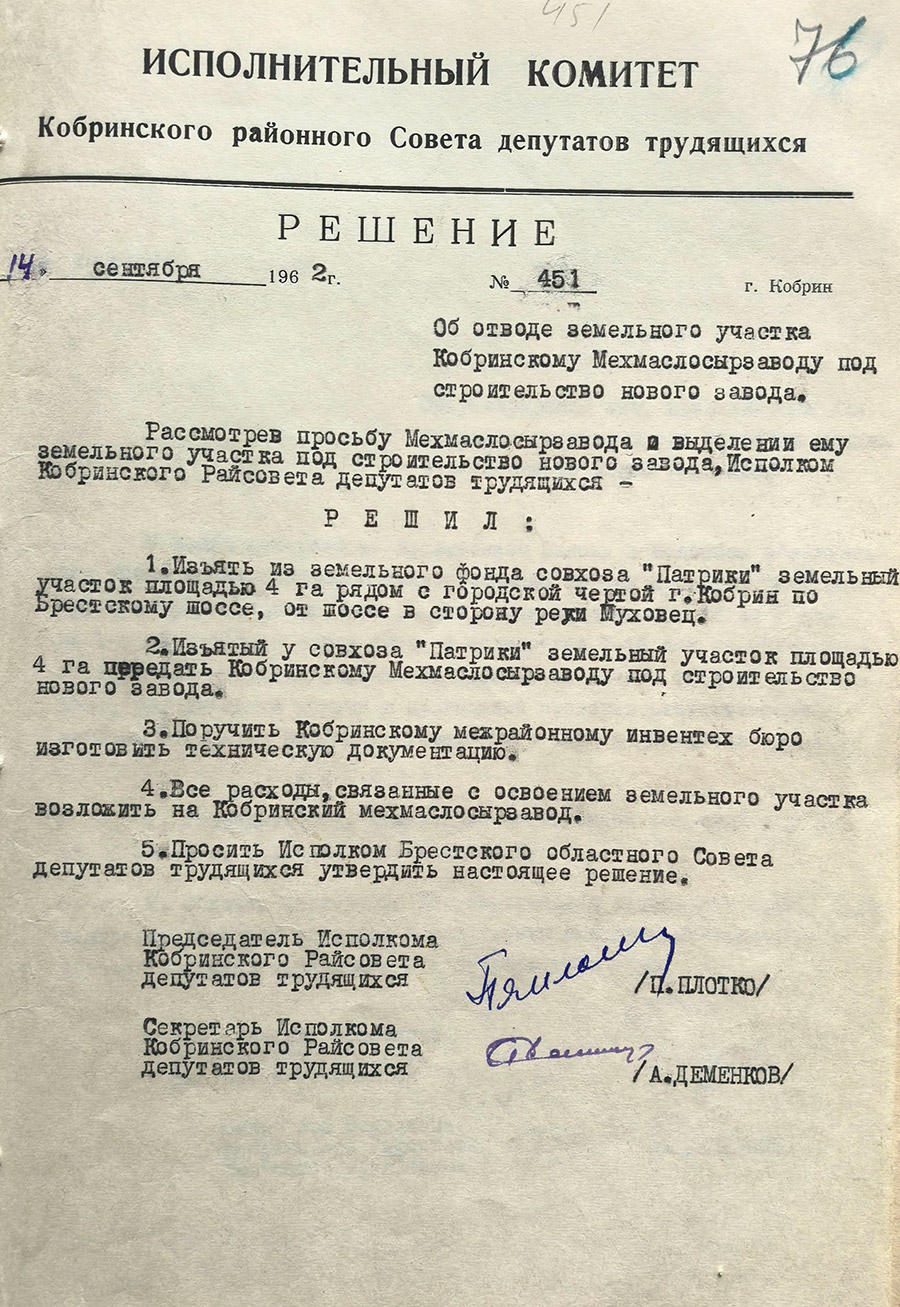 451
76
ИСПОЛНИТЕЛЬНЫЙ КОМИТЕТ
Кобринского районного Совета депутатов трудящихся
РЕШЕНИЕ
14 " сентября 1962г. № 451 г. Кобрин
Об отводе земельного участка
Кобринскому Мехмаслосырзаводу под
строительство нового завода.
Рассмотрев просьбу Мехмаслосырзавода о выделении ему
земельного участка под строительство нового завода,Исполком
Кобринского Райсовета депутатов трудящихся -
РЕШИЛ:
1.Изъять из земельного фонда совхоза "Патрики" земельный
участок площадью 4 га рядом с городской чертой г.Кобрин по
Брестскому шоссе, от шоссе в сторону реки Муховец.
2.Изъятый у совхоза "Патрики" земельный участок площадью
4 га передать Кобринскому Мехмаслосырзаводу под строительство
нового завода.
3.Поручить Кобринскому межрайонному инвентех бюро
изготовить техническую документацию.
4.Все расходы,связанные с освоением земельного участка
возложить на Кобринский мехмаслосырзавод.
5.Просить Исполком Брестского областного Совета
депутатов трудящихся утвердить настоящее решение.
Председатель Исполкома
Кобринского Райсовета
депутатов трудящихся /П.ПЛОТКО/
Секретарь Исполкома
Кобринского Райсовета
депутатов трудящихся /А.ДЕМЕНКОВ/